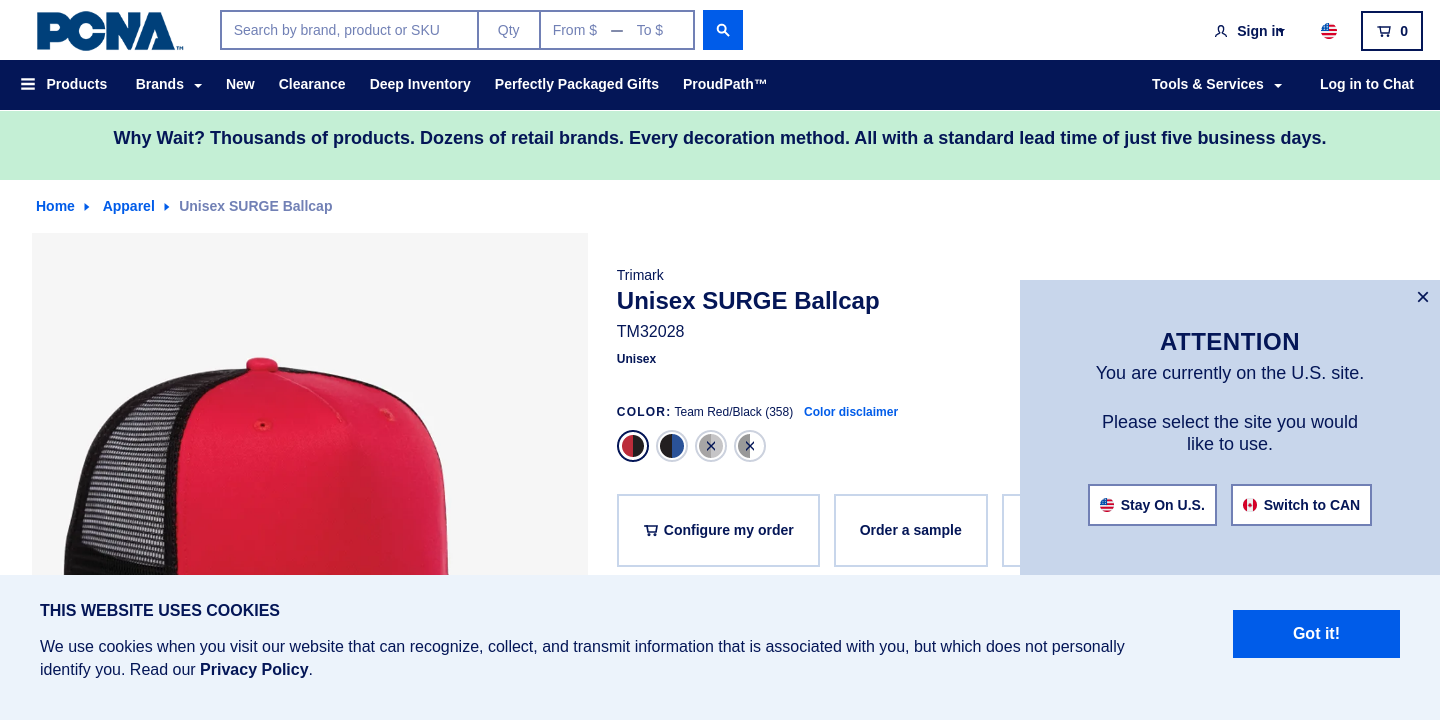 PCNA™
Search by brand, product or SKU
Qty
From $ — To $
Sign in
0
Products
Brands
New
Clearance
Deep Inventory
Perfectly Packaged Gifts
ProudPath™
Tools & Services
Log in to Chat
Why Wait? Thousands of products. Dozens of retail brands. Every decoration method. All with a standard lead time of just five business days.
Home
Apparel
Unisex SURGE Ballcap
Trimark
Unisex SURGE Ballcap
TM32028
Unisex
COLOR: Team Red/Black (358) Color disclaimer
Configure my order
Order a sample
ATTENTION
You are currently on the U.S. site.
Please select the site you would
like to use.
Stay On U.S.
Switch to CAN
THIS WEBSITE USES COOKIES
We use cookies when you visit our website that can recognize, collect, and transmit information that is associated with you, but which does not personally
identify you. Read our Privacy Policy.
Got it!